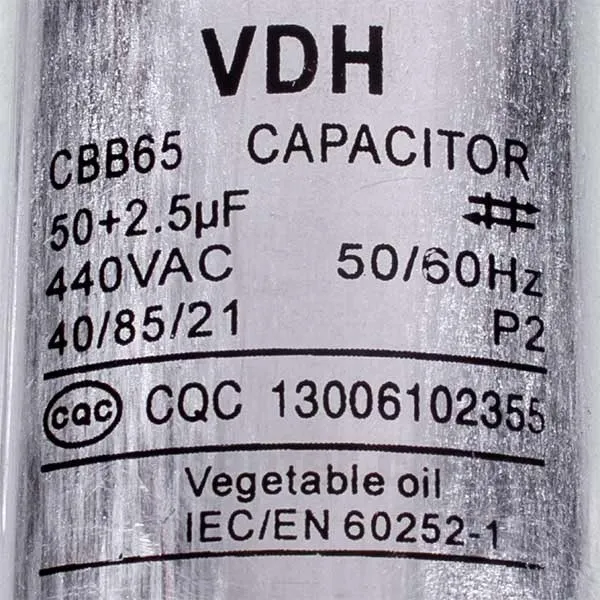 VDH
CBB65 CAPACITOR
50+2.5μF
440VAC 50/60Hz
40/85/21 P2
CQC CQC 13006102355
Vegetable oil
IEC/EN 60252-1